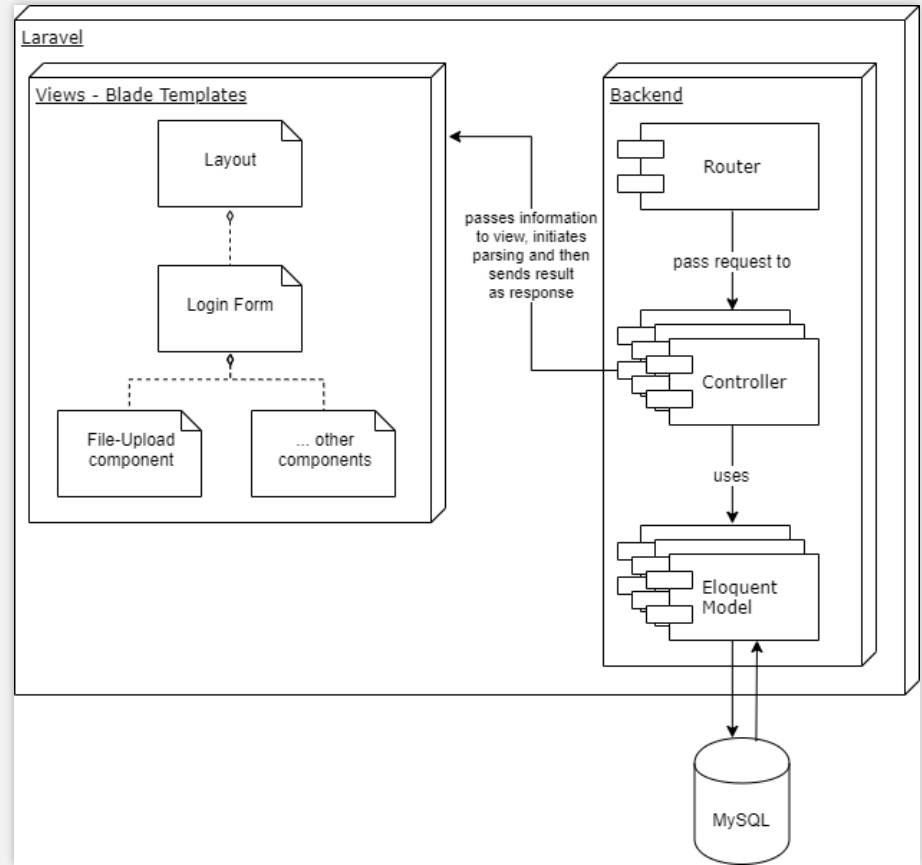 Laravel
Views - Blade Templates
Layout
Login Form
File-Upload
component
... other
components
passes information
to view, initiates
parsing and then
sends result
as response
Backend
Router
pass request to
Controller
uses
Eloquent
Model
MySQL